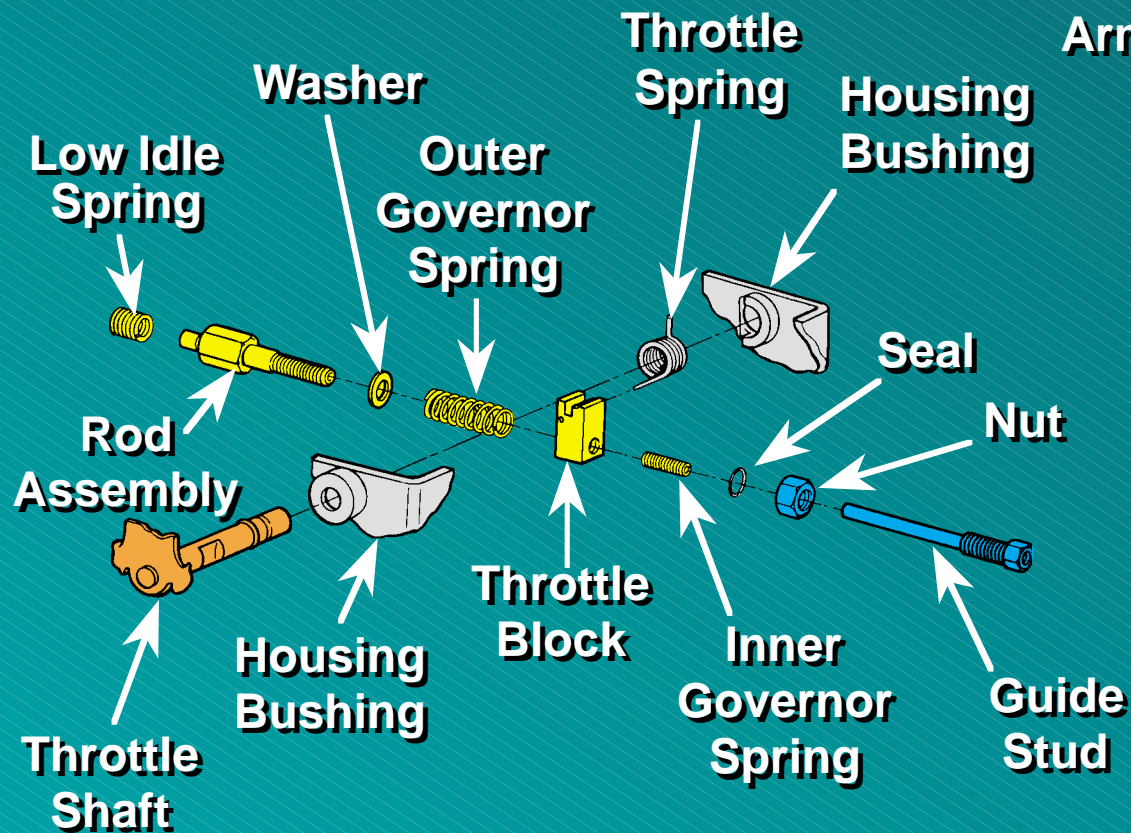 Throttle
Spring
Washer
Housing
Bushing
Low Idle
Spring
Outer
Governor
Spring
Seal
Nut
Rod
Assembly
Throttle
Block
Housing
Bushing
Inner
Governor
Spring
Guide
Stud
Throttle
Shaft